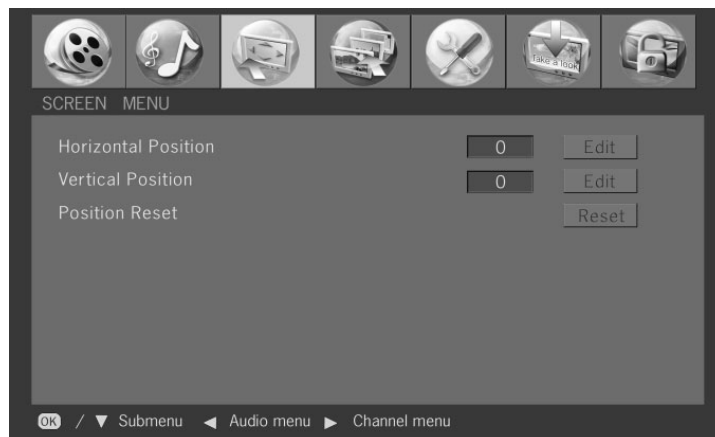 Take a look
SCREEN MENU
Horizontal Position 0 Edit
Vertical Position 0 Edit
Position Reset Reset
OK / ▼ Submenu ◀ Audio menu ▶ Channel menu